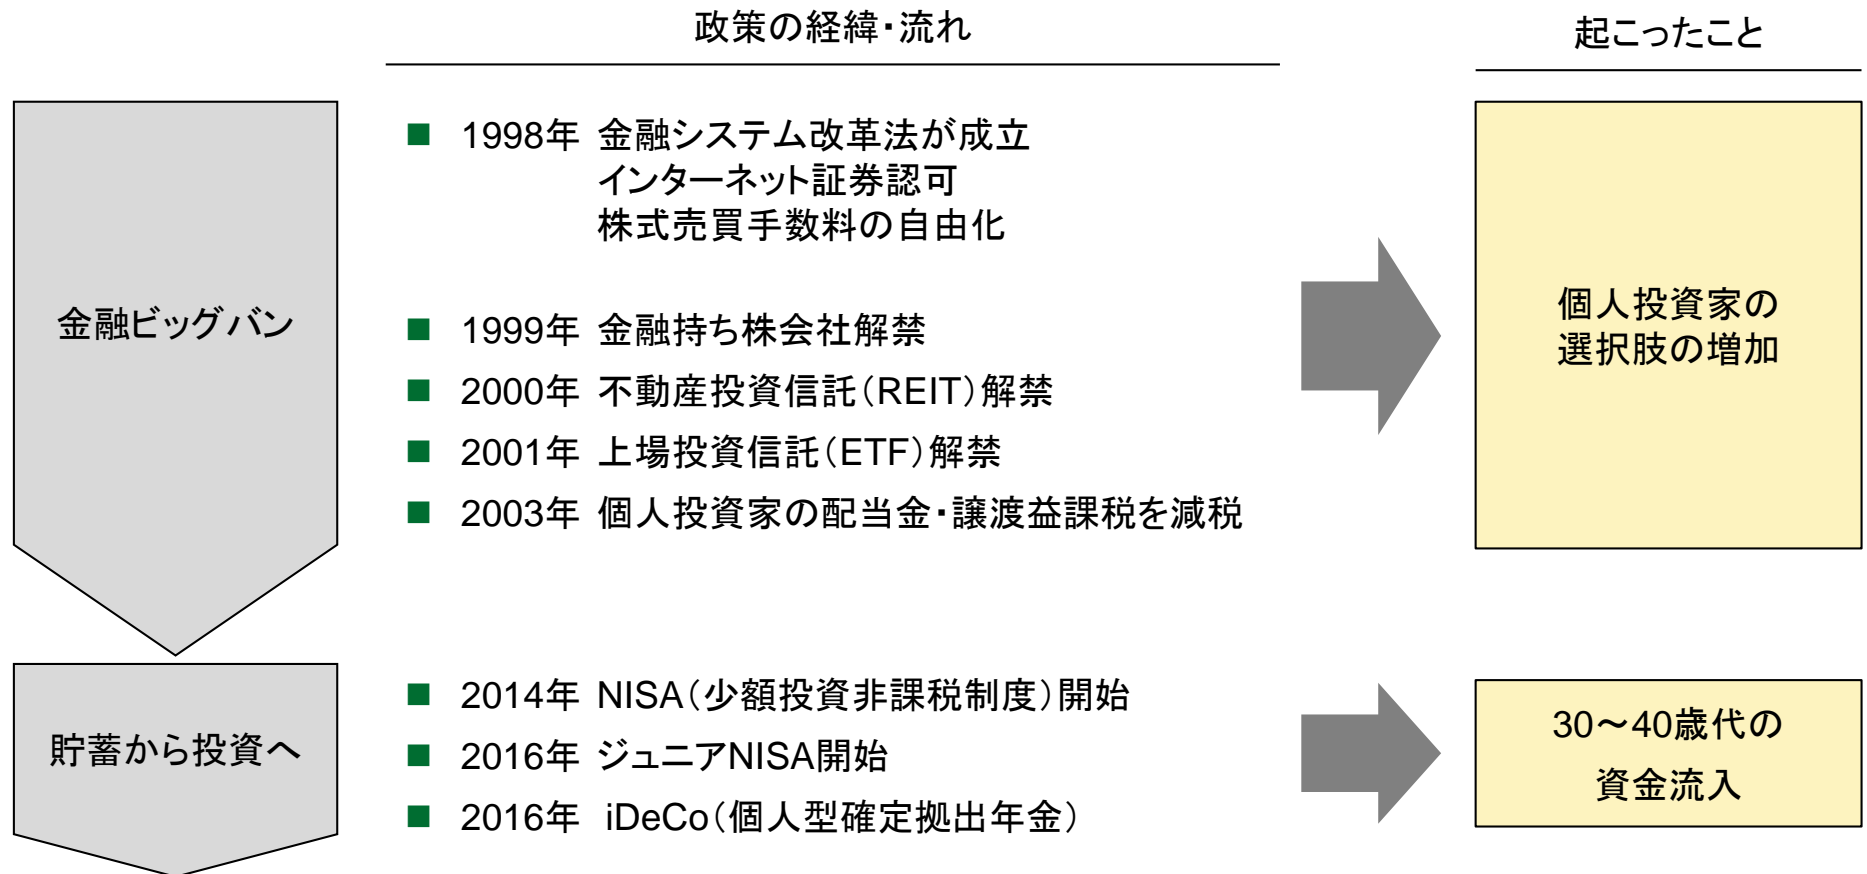 政策の経緯・流れ
起こったこと
金融ビッグバン
■ 1998年 金融システム改革法が成立
インターネット証券認可
株式売買手数料の自由化
■ 1999年 金融持ち株会社解禁
■ 2000年 不動産投資信託（REIT）解禁
■ 2001年 上場投資信託（ETF）解禁
■ 2003年 個人投資家の配当金・譲渡益課税を減税
個人投資家の
選択肢の増加
貯蓄から投資へ
■ 2014年 NISA（少額投資非課税制度）開始
■ 2016年 ジュニアNISA開始
■ 2016年 iDeCo（個人型確定拠出年金）
30～40歳代の
資金流入